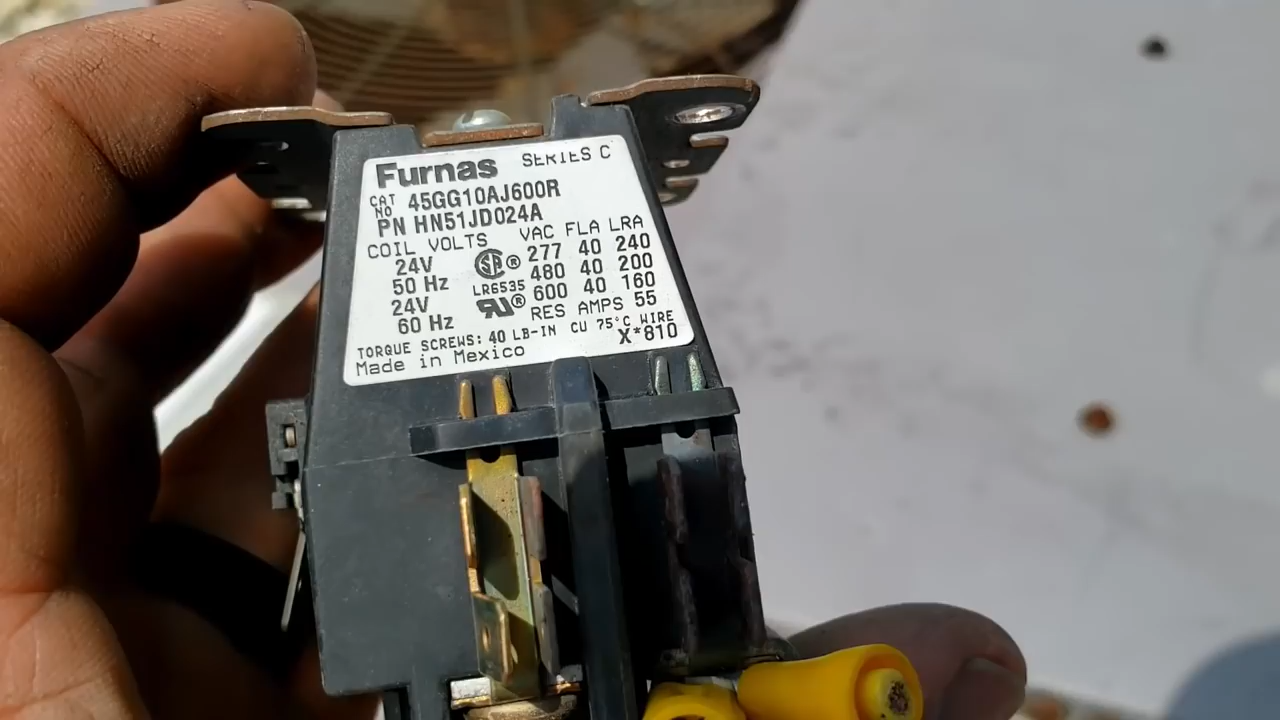 Furnas SERIES C
CAT NO 45GG10AJ600R
PN HN51JD024A
COIL VOLTS VAC FLA LRA
24V 277 40 240
50 Hz LR6535 480 40 200
24V 600 40 160
60 Hz RES AMPS 55
TORQUE SCREWS: 40 LB-IN CU 75°C WIRE
Made in Mexico X*810